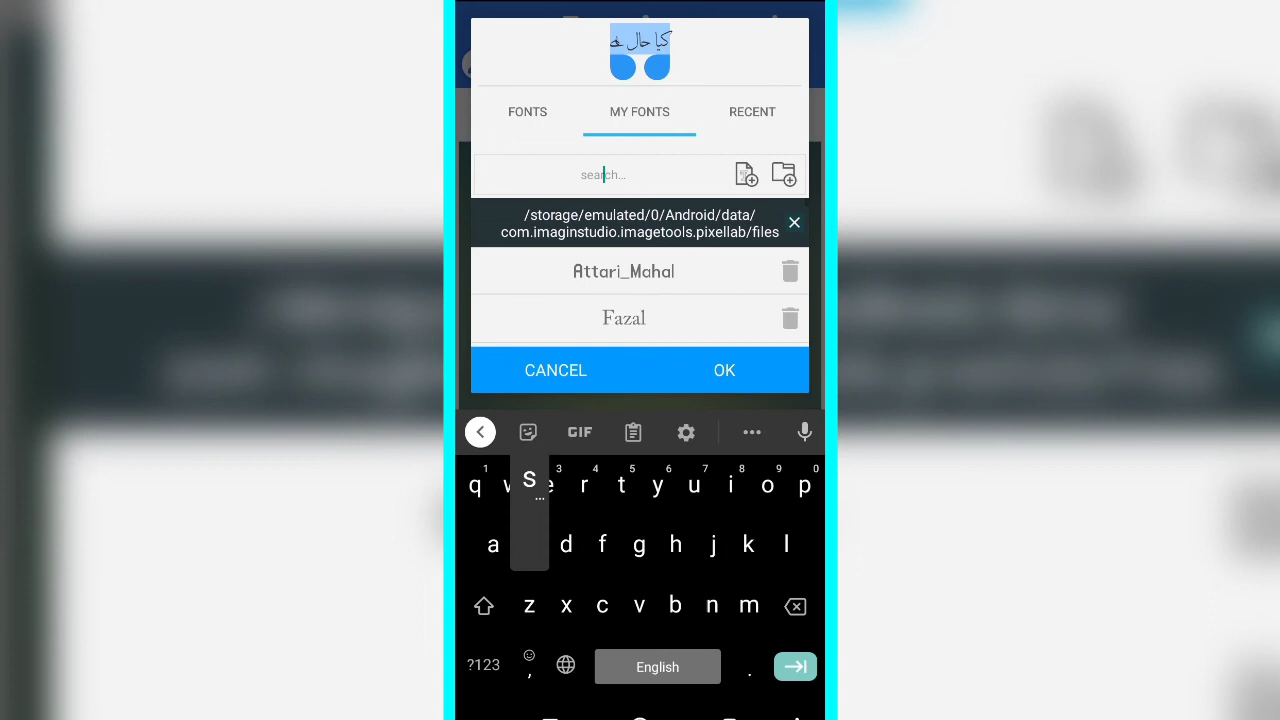 کیا حال ہے
FONTS MY FONTS RECENT
search...
/storage/emulated/0/Android/data/
com.imaginstudio.imagetools.pixellab/files
Attari_Mahal
Fazal
CANCEL OK
GIF ...
1 3 4 5 6 7 8 9 0
q w e r t y u i o p
s
...
a d f g h j k l
z x c v b n m
?123 , English .